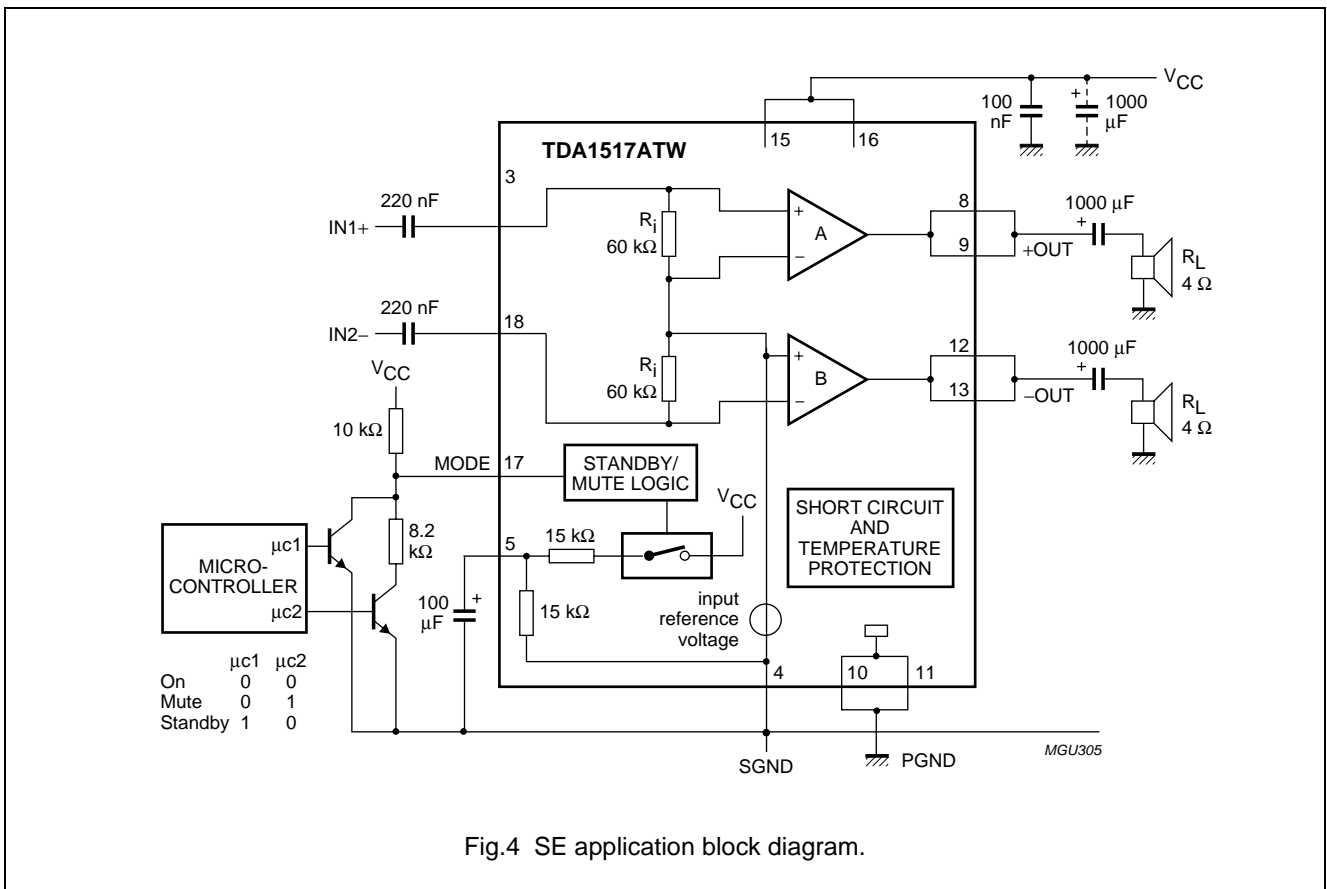 VCC
100 nF
+ 1000 µF
15
16
TDA1517ATW
3
220 nF
IN1+
Ri
60 kΩ
+
−
A
8
9
+OUT
1000 µF
+
RL
4 Ω
220 nF
IN2−
18
Ri
60 kΩ
+
−
B
12
13
−OUT
1000 µF
+
RL
4 Ω
VCC
10 kΩ
MODE
17
STANDBY/
MUTE LOGIC
VCC
SHORT CIRCUIT
AND
TEMPERATURE
PROTECTION
8.2
kΩ
MICRO-
CONTROLLER
µc1
µc2
5
15 kΩ
100
µF
+
15 kΩ
input
reference
voltage
4
10
11
µc1 µc2
On 0 0
Mute 0 1
Standby 1 0
SGND
PGND
MGU305
Fig.4 SE application block diagram.